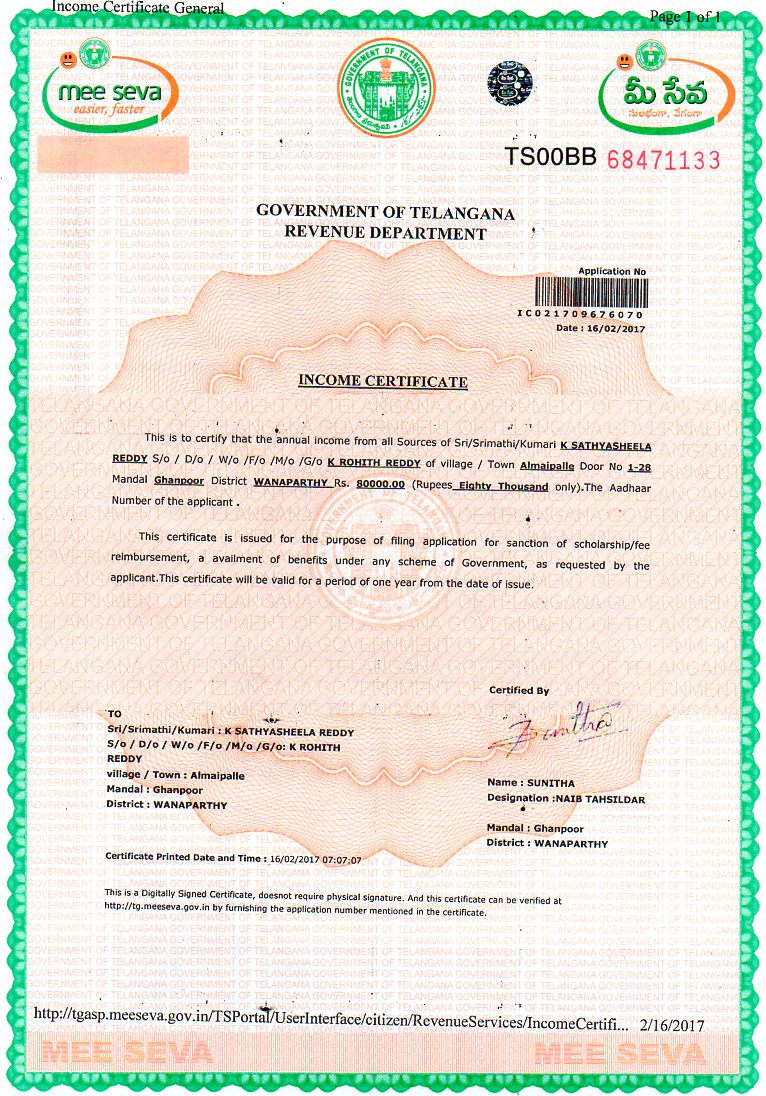 Income Certificate General
Page 1 of 1
mee seva
easier, faster
GOVERNMENT OF TELANGANA
మీ సేవ
సులభంగా, వేగంగా
TS00BB 68471133
GOVERNMENT OF TELANGANA
REVENUE DEPARTMENT
Application No
IC021709676070
Date : 16/02/2017
INCOME CERTIFICATE
This is to certify that the annual income from all Sources of Sri/Srimathi/Kumari K SATHYASHEELA
REDDY S/o / D/o / W/o /F/o /M/o /G/o K ROHITH REDDY of village / Town Almaipalle Door No 1-28
Mandal Ghanpoor District WANAPARTHY Rs. 80000.00 (Rupees Eighty Thousand only).The Aadhaar
Number of the applicant .
This certificate is issued for the purpose of filing application for sanction of scholarship/fee
reimbursement, a availment of benefits under any scheme of Government, as requested by the
applicant.This certificate will be valid for a period of one year from the date of issue.
Certified By
Sunitha
TO
Sri/Srimathi/Kumari : K SATHYASHEELA REDDY
S/o / D/o / W/o /F/o /M/o /G/o: K ROHITH
REDDY
village / Town : Almaipalle
Mandal : Ghanpoor
District : WANAPARTHY
Name : SUNITHA
Designation :NAIB TAHSILDAR
Mandal : Ghanpoor
District : WANAPARTHY
Certificate Printed Date and Time : 16/02/2017 07:07:07
This is a Digitally Signed Certificate, doesnot require physical signature. And this certificate can be verified at
http://tg.meeseva.gov.in by furnishing the application number mentioned in the certificate.
http://tgasp.meeseva.gov.in/TSPortal/UserInterface/citizen/RevenueServices/IncomeCertifi... 2/16/2017
MEE SEVA
MEE SEVA